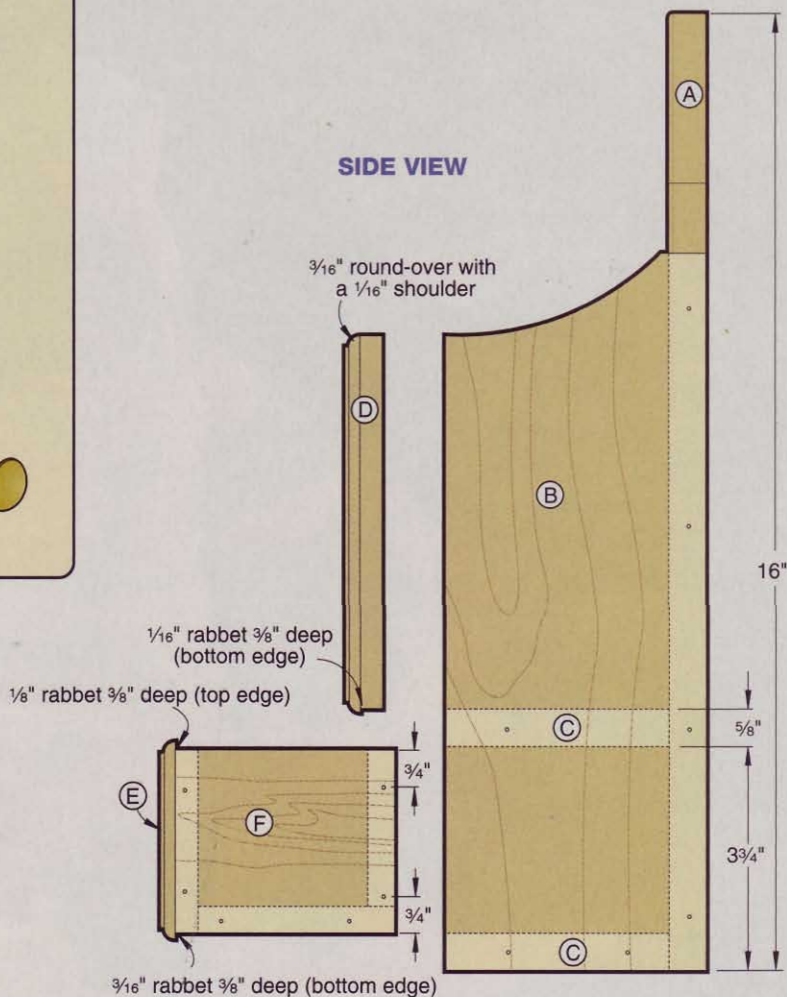 A
SIDE VIEW
³⁄₁₆" round-over with
a ¹⁄₁₆" shoulder
D
B
16"
¹⁄₁₆" rabbet ³⁄₈" deep
(bottom edge)
¹⁄₈" rabbet ³⁄₈" deep (top edge)
C
⁵⁄₈"
³⁄₄"
E
F
3³⁄₄"
³⁄₄"
C
³⁄₁₆" rabbet ³⁄₈" deep (bottom edge)